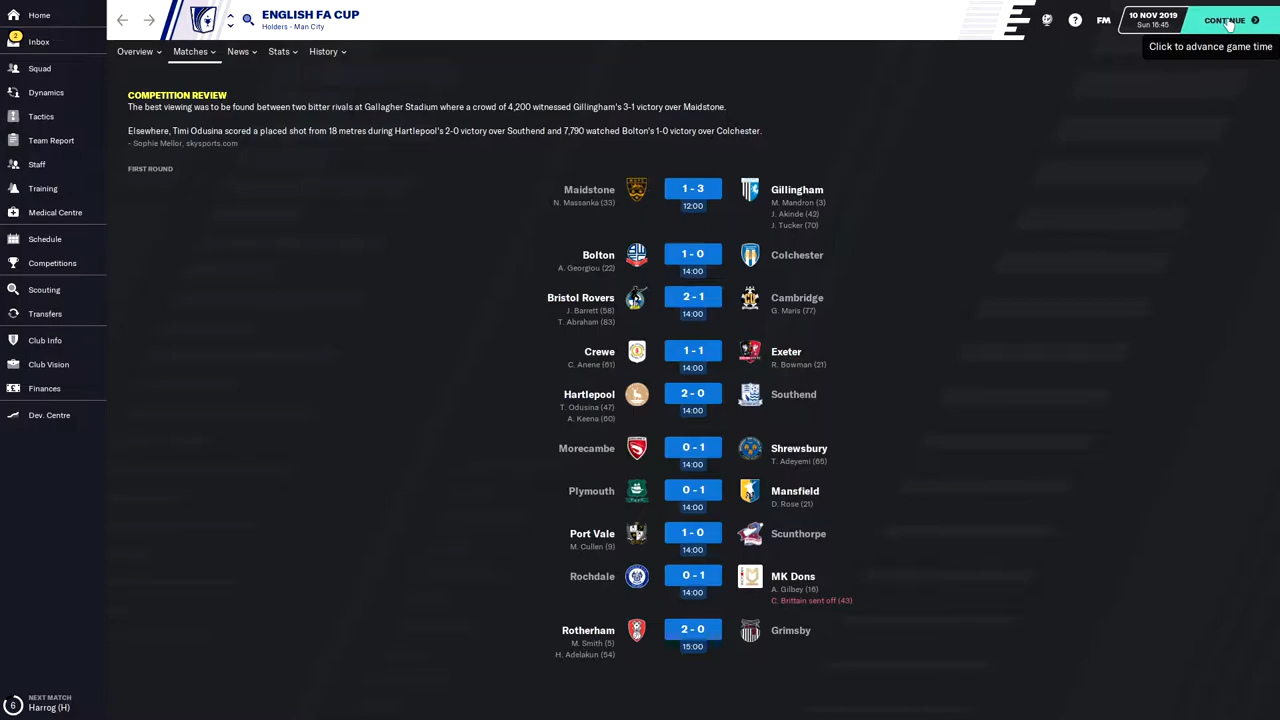 ENGLISH FA CUP
Holders - Man City
FM
10 NOV 2019
Sun 16:45
CONTINUE
Click to advance game time
Home
2
Inbox
Squad
Dynamics
Tactics
Team Report
Staff
Training
Medical Centre
Schedule
Competitions
Scouting
Transfers
Club Info
Club Vision
Finances
Dev. Centre
6
NEXT MATCH
Harrog (H)
Overview Matches News Stats History
COMPETITION REVIEW
The best viewing was to be found between two bitter rivals at Gallagher Stadium where a crowd of 4,200 witnessed Gillingham's 3-1 victory over Maidstone.
Elsewhere, Timi Odusina scored a placed shot from 18 metres during Hartlepool's 2-0 victory over Southend and 7,790 watched Bolton's 1-0 victory over Colchester.
- Sophie Mellor, skysports.com
FIRST ROUND
Maidstone 1 - 3 Gillingham
N. Massanka (33) 12:00 M. Mandron (3)
J. Akinde (42)
J. Tucker (70)
Bolton 1 - 0 Colchester
A. Georgiou (22) 14:00
Bristol Rovers 2 - 1 Cambridge
J. Barrett (58) 14:00 G. Maris (77)
T. Abraham (83)
Crewe 1 - 1 Exeter
C. Anene (61) 14:00 R. Bowman (21)
Hartlepool 2 - 0 Southend
T. Odusina (47) 14:00
A. Keena (60)
Morecambe 0 - 1 Shrewsbury
14:00 T. Adeyemi (65)
Plymouth 0 - 1 Mansfield
14:00 D. Rose (21)
Port Vale 1 - 0 Scunthorpe
M. Cullen (9) 14:00
Rochdale 0 - 1 MK Dons
14:00 A. Gilbey (16)
C. Brittain sent off (43)
Rotherham 2 - 0 Grimsby
M. Smith (5) 15:00
H. Adelakun (54)